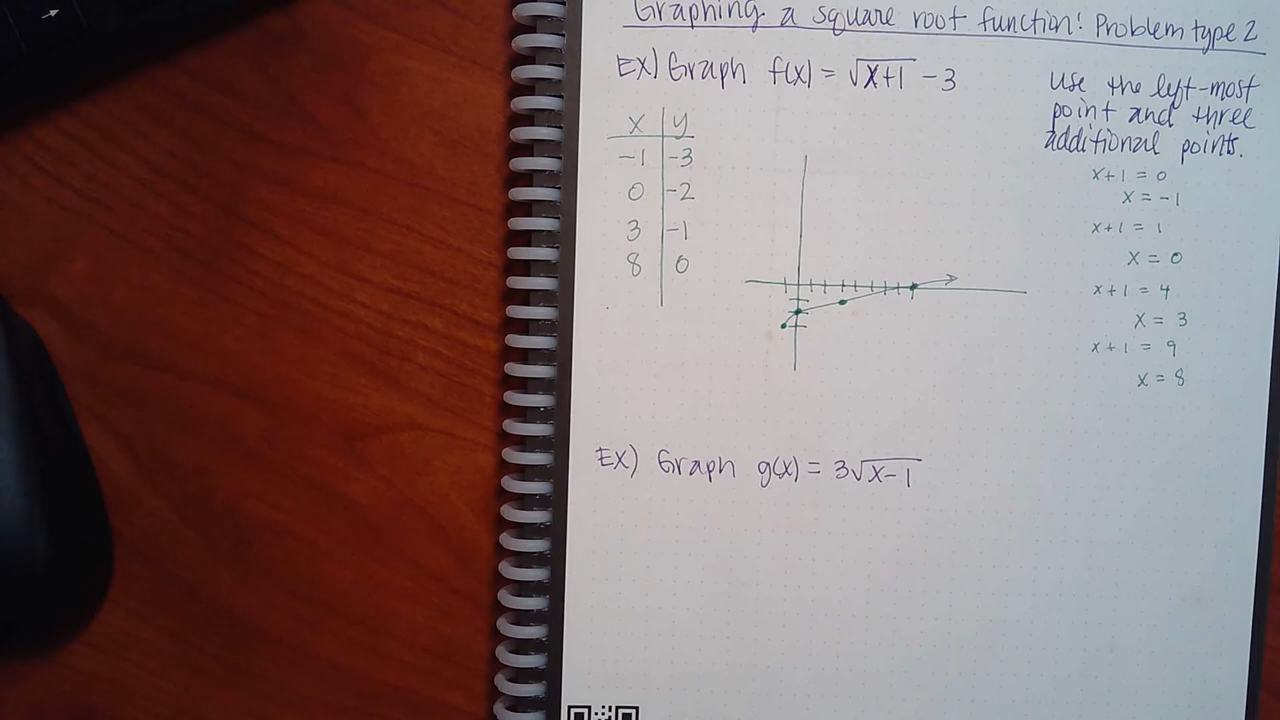 Graphing a square root function: Problem type 2
EX) Graph f(x) = √x+1 - 3
Use the left-most
point and three
additional points.
x y
-1 -3
0 -2
3 -1
8 0
x+1 = 0
x = -1
x+1 = 1
x = 0
x+1 = 4
x = 3
x+1 = 9
x = 8
EX) Graph g(x) = 3√x-1